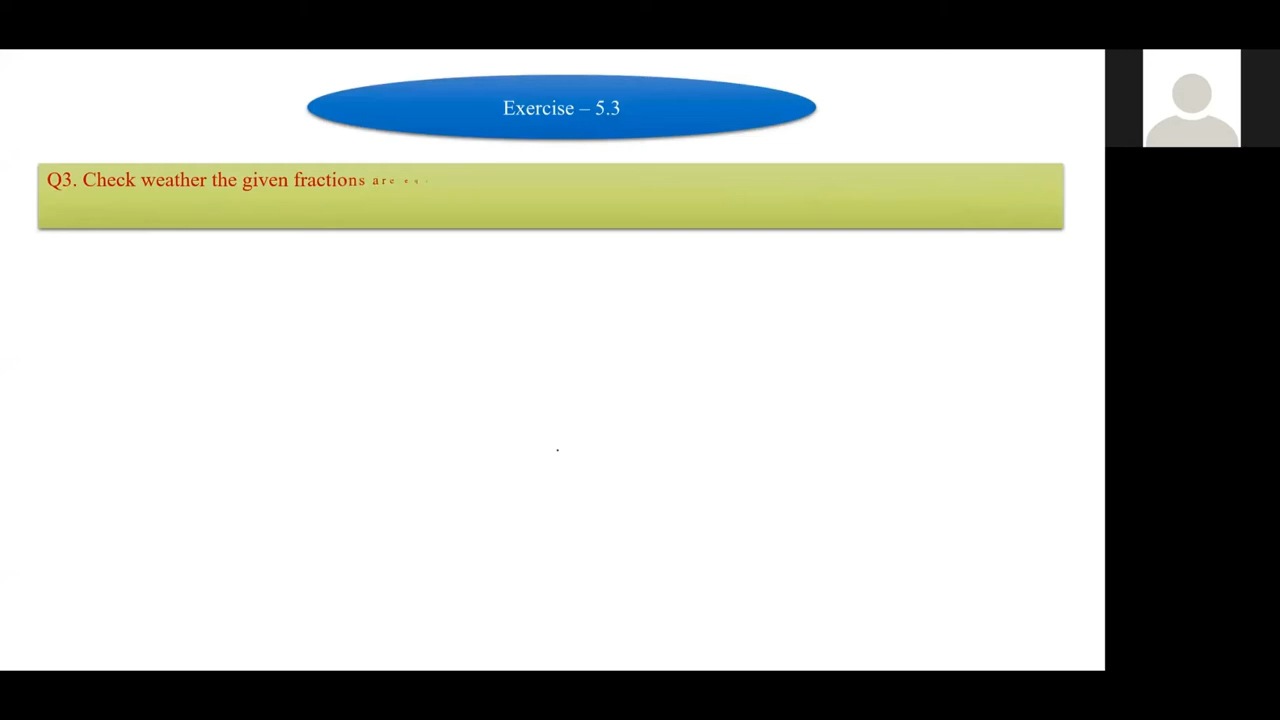 Exercise – 5.3
Q3. Check weather the given fractions are